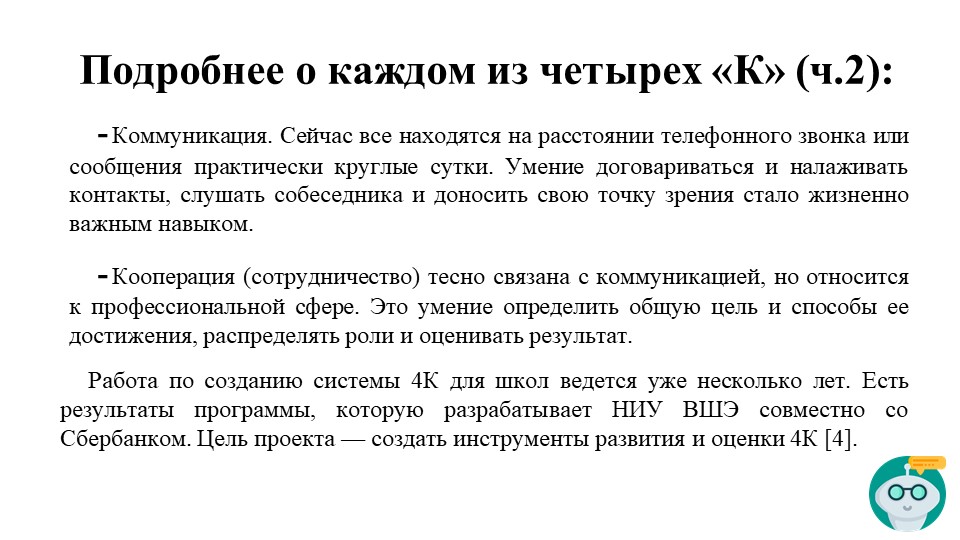 Подробнее о каждом из четырех «К» (ч.2):
- Коммуникация. Сейчас все находятся на расстоянии телефонного звонка или
сообщения практически круглые сутки. Умение договариваться и налаживать
контакты, слушать собеседника и доносить свою точку зрения стало жизненно
важным навыком.
- Кооперация (сотрудничество) тесно связана с коммуникацией, но относится
к профессиональной сфере. Это умение определить общую цель и способы ее
достижения, распределять роли и оценивать результат.
Работа по созданию системы 4К для школ ведется уже несколько лет. Есть
результаты программы, которую разрабатывает НИУ ВШЭ совместно со
Сбербанком. Цель проекта — создать инструменты развития и оценки 4К [4].